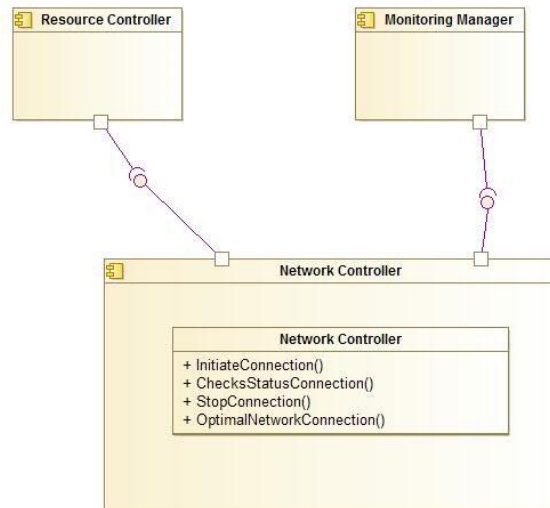 Resource Controller
Monitoring Manager
Network Controller
Network Controller
+ InitiateConnection()
+ ChecksStatusConnection()
+ StopConnection()
+ OptimalNetworkConnection()